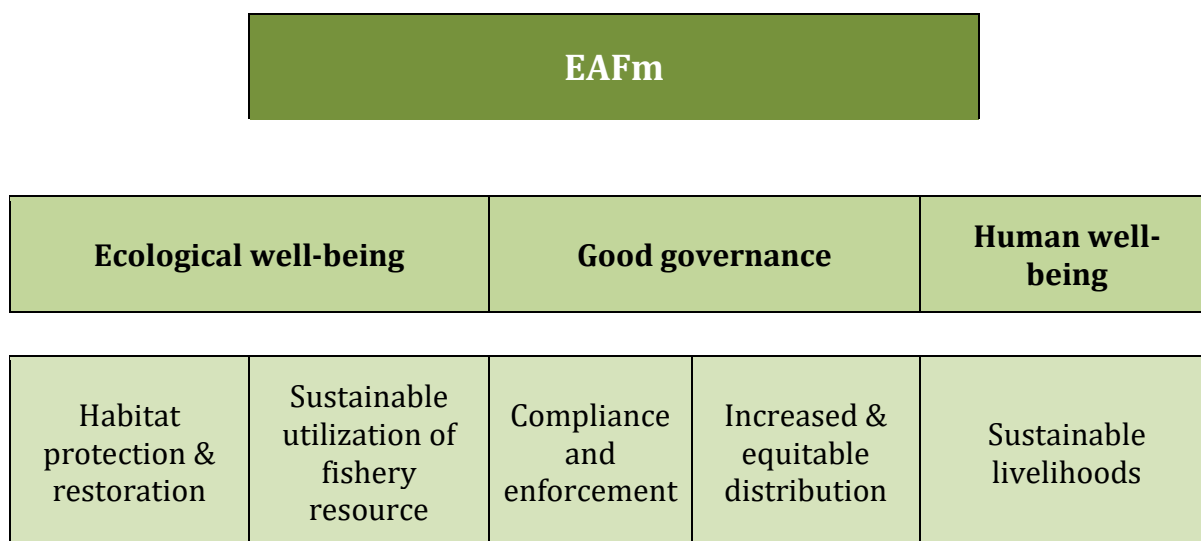 EAFm
Ecological well-being
Good governance
Human well-
being
Habitat
protection &
restoration
Sustainable
utilization of
fishery
resource
Compliance
and
enforcement
Increased &
equitable
distribution
Sustainable
livelihoods